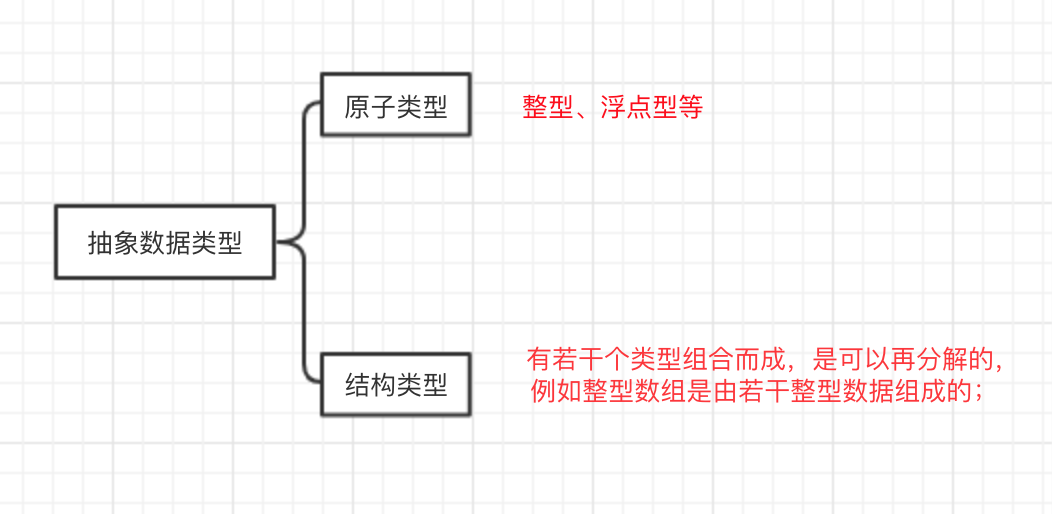 原子类型
整型、浮点型等
抽象数据类型
有若干个类型组合而成，是可以再分解的，
结构类型
例如整型数组是由若干整型数据组成的；